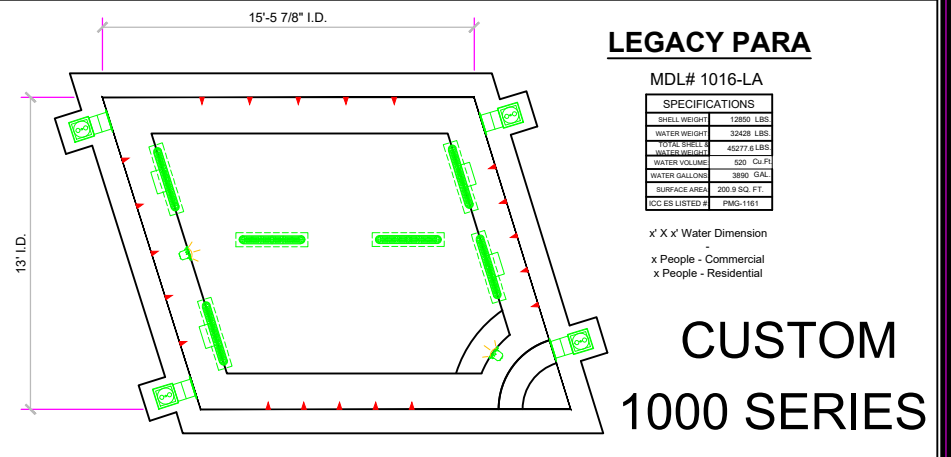 15'-5 7/8" I.D.
13' I.D.
LEGACY PARA
MDL# 1016-LA
SPECIFICATIONS
SHELL WEIGHT: 12850 LBS.
WATER WEIGHT: 32428 LBS.
TOTAL SHELL &
WATER WEIGHT: 45277.6 LBS.
WATER VOLUME: 520 Cu.Ft.
WATER GALLONS: 3890 GAL.
SURFACE AREA: 200.9 SQ. FT.
ICC ES LISTED #: PMG-1161
x' X x' Water Dimension
-
x People - Commercial
x People - Residential
CUSTOM
1000 SERIES